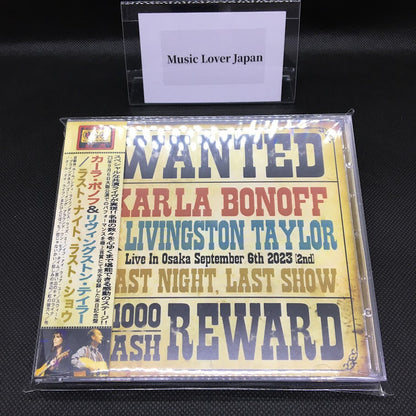 Music Lover Japan
WANTED
KARLA BONOFF
LIVINGSTON TAYLOR
Live In Osaka September 6th 2023 [2nd]
LAST NIGHT, LAST SHOW
1000
CASH
REWARD
カーラ・ボノフ&リヴィングストン・テイラー
/ラスト・ナイト、ラスト・ショウ